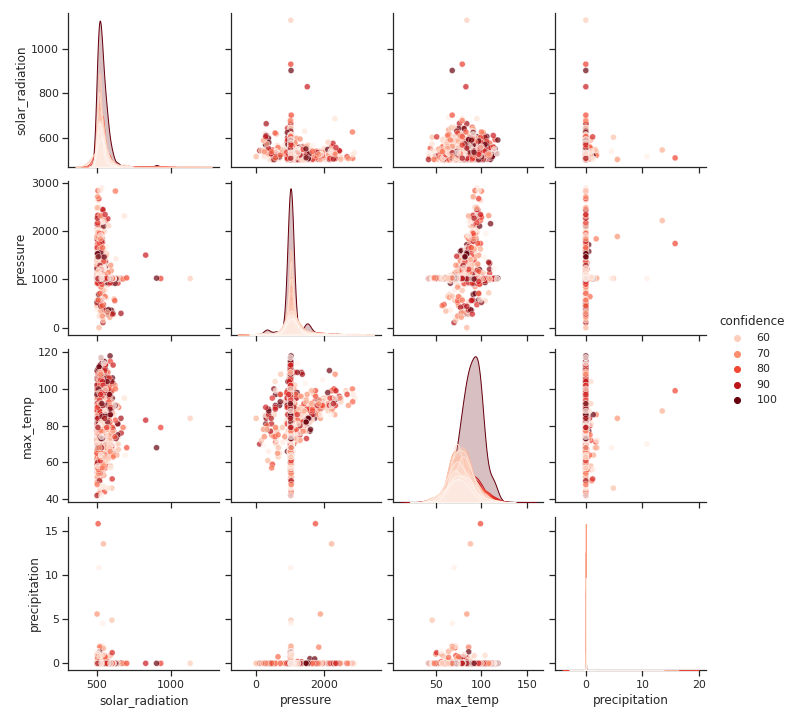 1000
800
600
solar_radiation
3000
2000
1000
0
pressure
confidence
60
70
80
90
100
120
100
80
60
40
max_temp
15
10
5
0
precipitation
500 1000
solar_radiation
0 2000
pressure
50 100 150
max_temp
0 10 20
precipitation